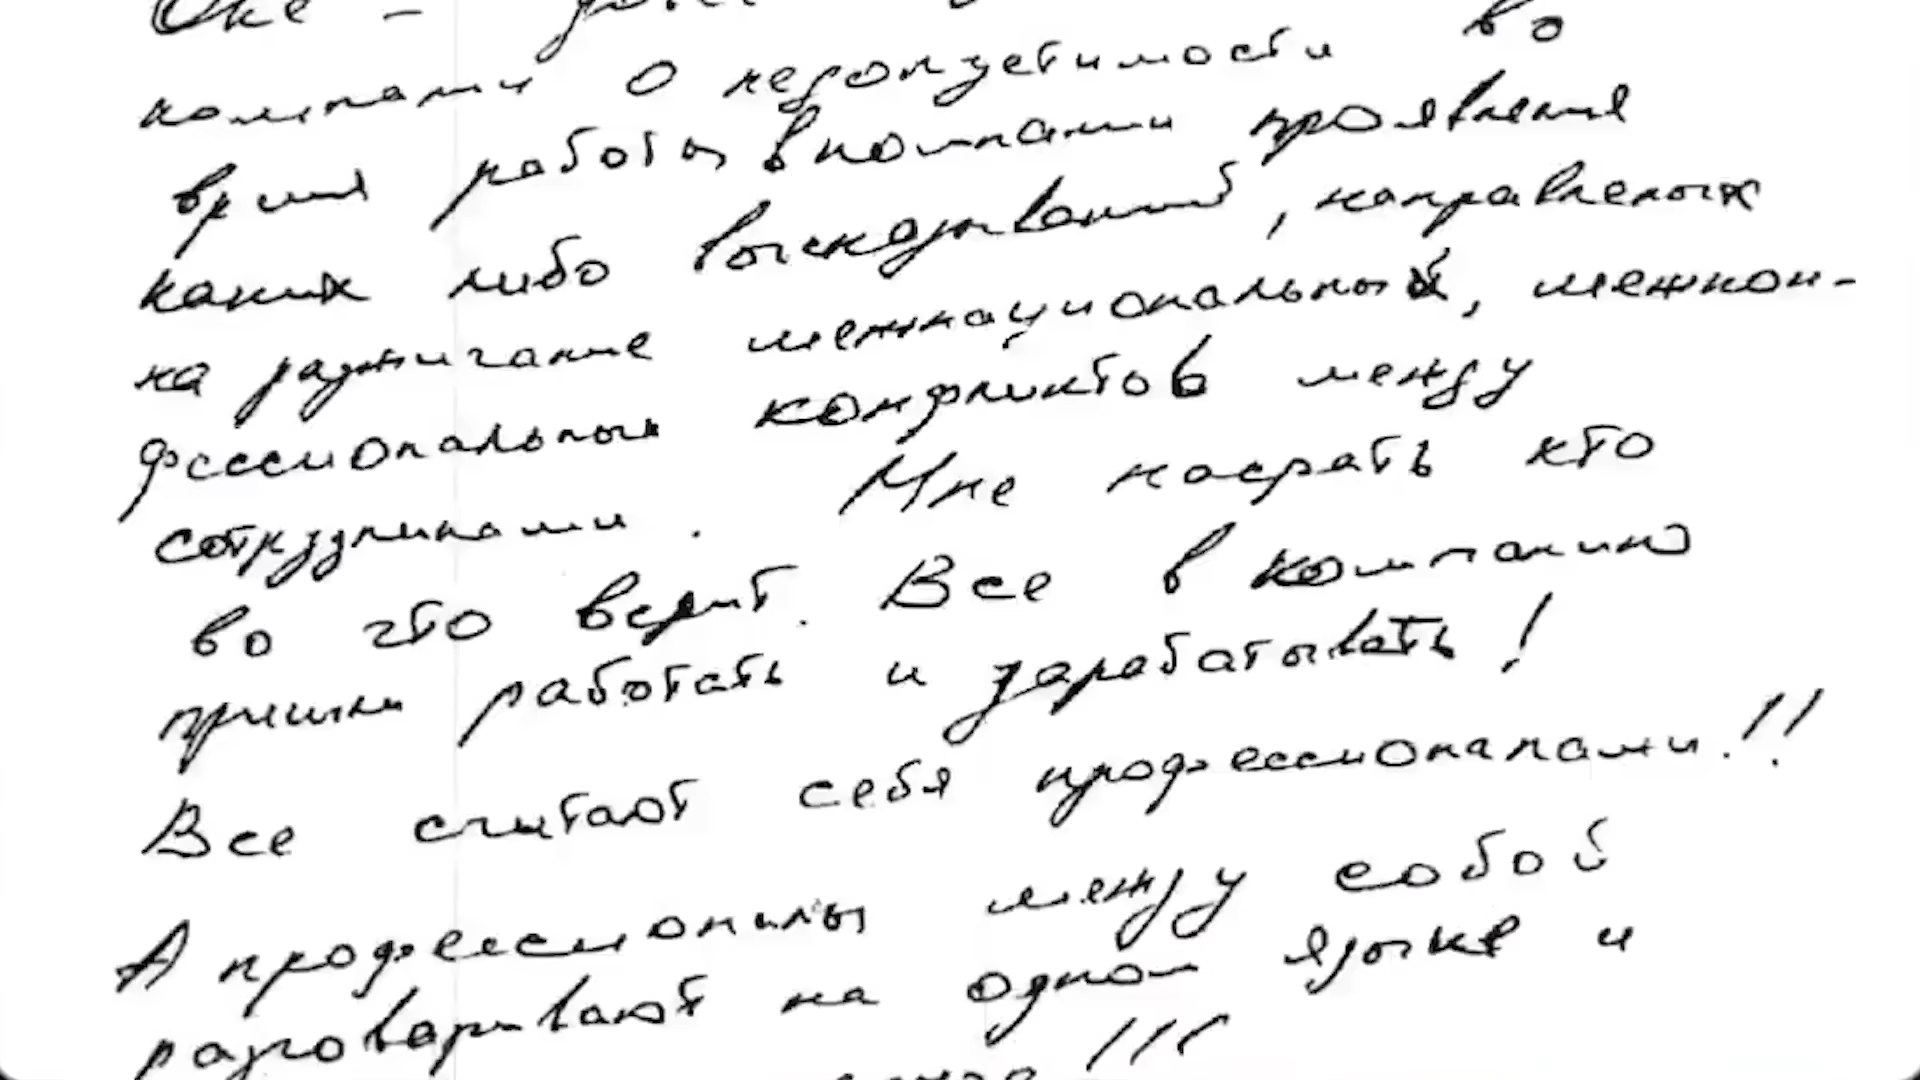 компании о недопустимости во
время работы в компании проявления
каких либо высказываний, направленых
на разжигание межнациональных, межкон-
фессиональных конфликтов между
сотрудниками. Мне насрать кто
во что верит. Все в компанию
пришли работать и зарабатывать!
Все считают себя профессионалами!!!
А профессионалы между собой
разговаривают на одном языке и
!!!